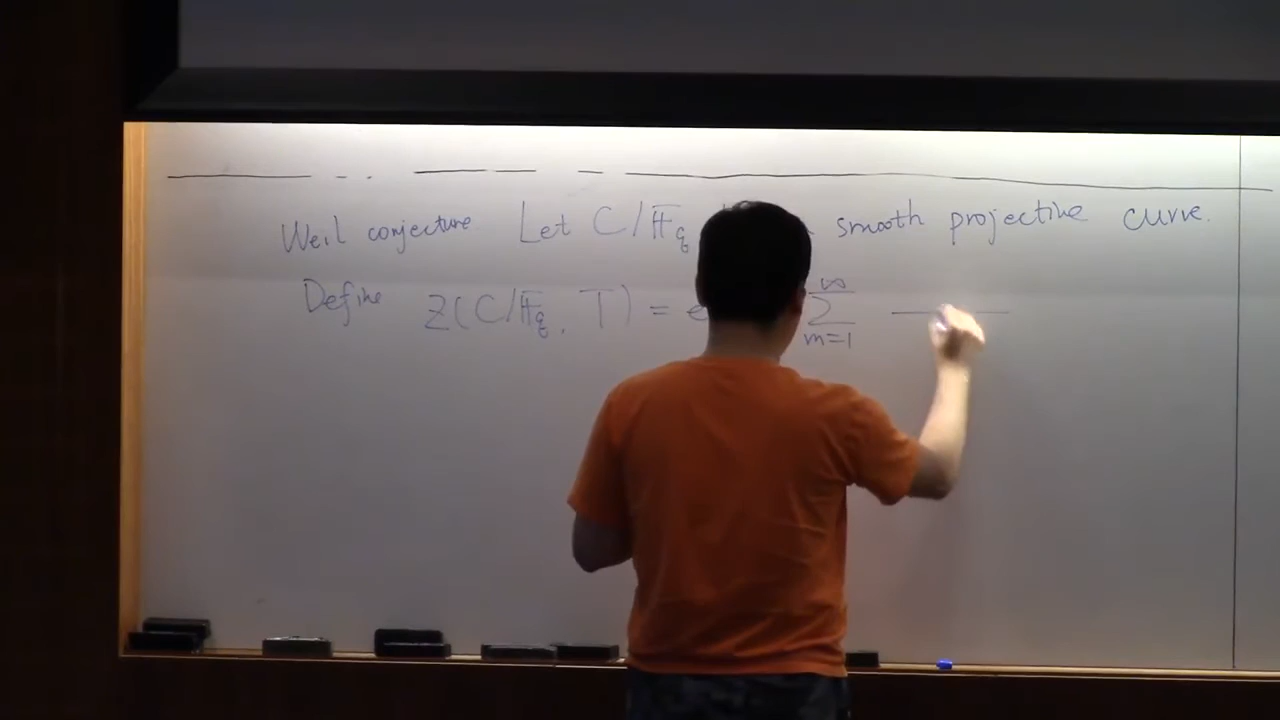 Weil conjecture Let C/𝔽_q smooth projective curve.
Define Z(C/𝔽_q, T) = e ∑_{m=1}^{∞}